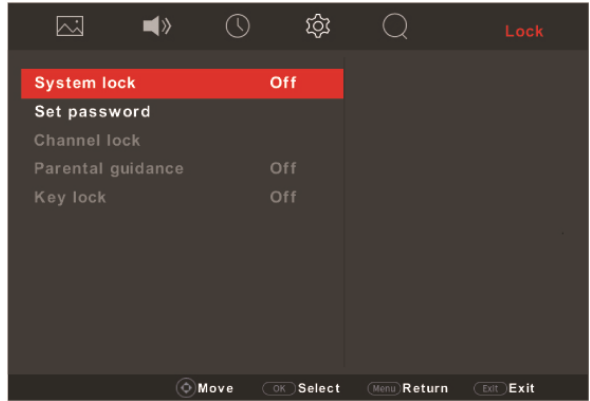 Lock
System lock Off
Set password
Channel lock
Parental guidance Off
Key lock Off
Move OK Select Menu Return Exit Exit